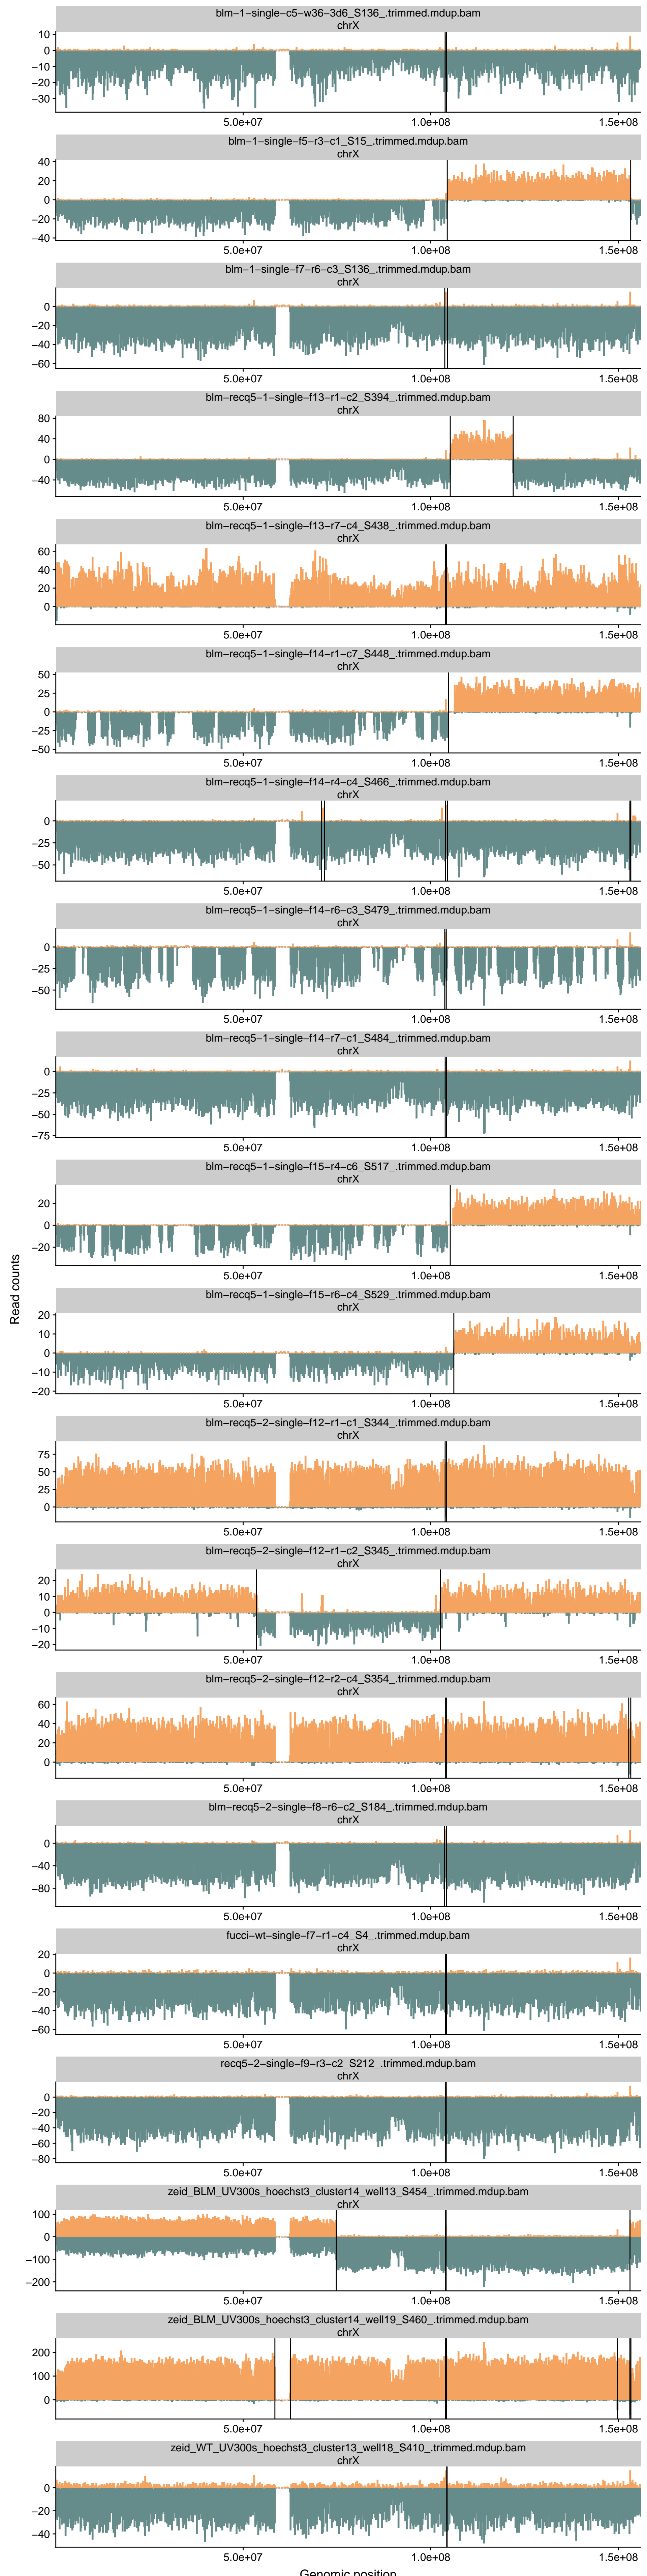 blm−1−single−c5−w36−3d6_S136_.trimmed.mdup.bam
chrX
10
0
−10
−20
−30
5.0e+07
1.0e+08
1.5e+08
blm−1−single−f5−r3−c1_S15_.trimmed.mdup.bam
chrX
40
20
0
−20
−40
5.0e+07
1.0e+08
1.5e+08
blm−1−single−f7−r6−c3_S136_.trimmed.mdup.bam
chrX
0
−20
−40
−60
5.0e+07
1.0e+08
1.5e+08
blm−recq5−1−single−f13−r1−c2_S394_.trimmed.mdup.bam
chrX
80
40
0
−40
5.0e+07
1.0e+08
1.5e+08
blm−recq5−1−single−f13−r7−c4_S438_.trimmed.mdup.bam
chrX
60
40
20
0
5.0e+07
1.0e+08
1.5e+08
blm−recq5−1−single−f14−r1−c7_S448_.trimmed.mdup.bam
chrX
50
25
0
−25
−50
5.0e+07
1.0e+08
1.5e+08
blm−recq5−1−single−f14−r4−c4_S466_.trimmed.mdup.bam
chrX
0
−25
−50
5.0e+07
1.0e+08
1.5e+08
blm−recq5−1−single−f14−r6−c3_S479_.trimmed.mdup.bam
chrX
0
−25
−50
5.0e+07
1.0e+08
1.5e+08
blm−recq5−1−single−f14−r7−c1_S484_.trimmed.mdup.bam
chrX
0
−25
−50
−75
5.0e+07
1.0e+08
1.5e+08
blm−recq5−1−single−f15−r4−c6_S517_.trimmed.mdup.bam
chrX
20
0
−20
5.0e+07
1.0e+08
1.5e+08
Read counts
blm−recq5−1−single−f15−r6−c4_S529_.trimmed.mdup.bam
chrX
20
10
0
−10
−20
5.0e+07
1.0e+08
1.5e+08
blm−recq5−2−single−f12−r1−c1_S344_.trimmed.mdup.bam
chrX
75
50
25
0
5.0e+07
1.0e+08
1.5e+08
blm−recq5−2−single−f12−r1−c2_S345_.trimmed.mdup.bam
chrX
20
10
0
−10
−20
5.0e+07
1.0e+08
1.5e+08
blm−recq5−2−single−f12−r2−c4_S354_.trimmed.mdup.bam
chrX
60
40
20
0
5.0e+07
1.0e+08
1.5e+08
blm−recq5−2−single−f8−r6−c2_S184_.trimmed.mdup.bam
chrX
0
−40
−80
5.0e+07
1.0e+08
1.5e+08
fucci−wt−single−f7−r1−c4_S4_.trimmed.mdup.bam
chrX
20
0
−20
−40
−60
5.0e+07
1.0e+08
1.5e+08
recq5−2−single−f9−r3−c2_S212_.trimmed.mdup.bam
chrX
0
−20
−40
−60
−80
5.0e+07
1.0e+08
1.5e+08
zeid_BLM_UV300s_hoechst3_cluster14_well13_S454_.trimmed.mdup.bam
chrX
100
0
−100
−200
5.0e+07
1.0e+08
1.5e+08
zeid_BLM_UV300s_hoechst3_cluster14_well19_S460_.trimmed.mdup.bam
chrX
200
100
0
5.0e+07
1.0e+08
1.5e+08
zeid_WT_UV300s_hoechst3_cluster13_well18_S410_.trimmed.mdup.bam
chrX
0
−20
−40
5.0e+07
1.0e+08
1.5e+08
Genomic position